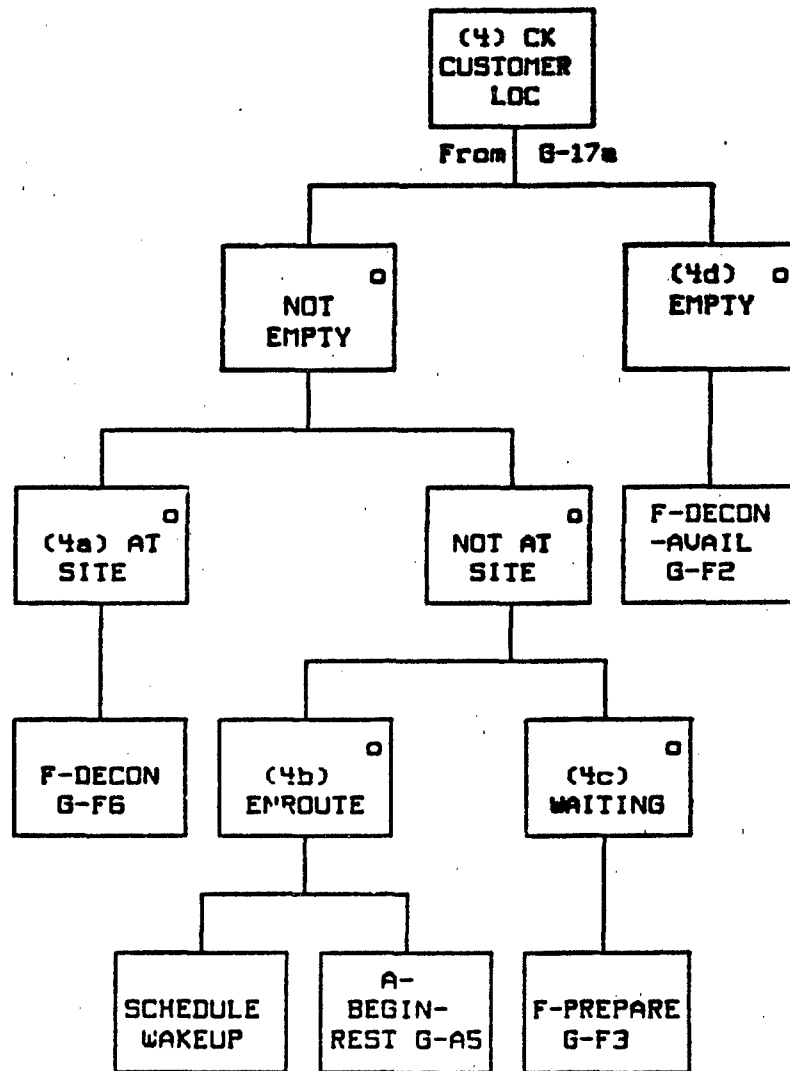 (4) CK
CUSTOMER
LOC
From G-17a
NOT
EMPTY
(4d)
EMPTY
(4a) AT
SITE
NOT AT
SITE
F-DECON
-AVAIL
G-F2
F-DECON
G-F6
(4b)
ENROUTE
(4c)
WAITING
SCHEDULE
WAKEUP
A-
BEGIN-
REST G-A5
F-PREPARE
G-F3